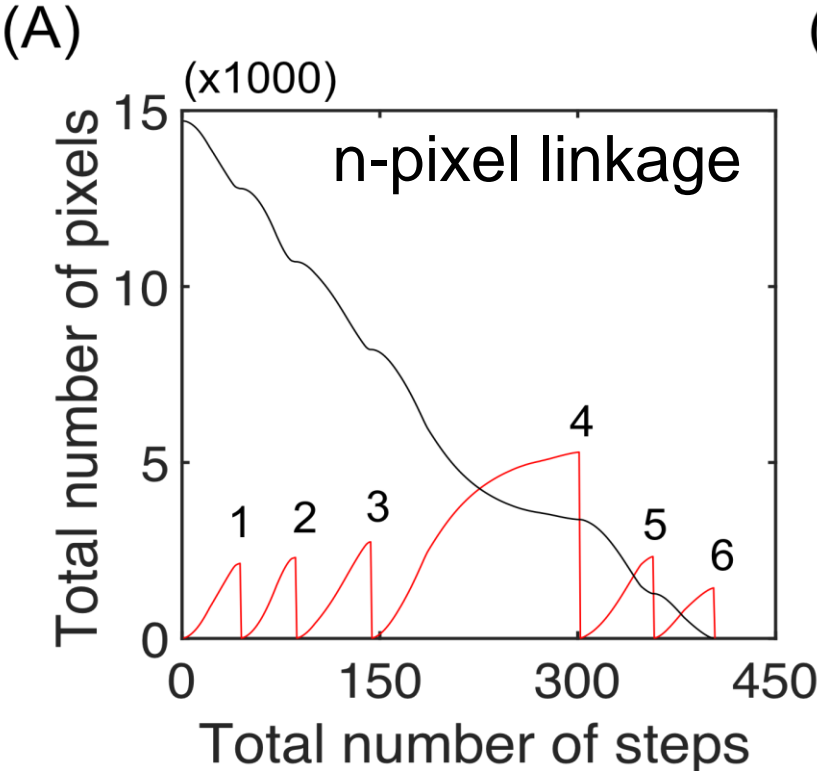 (A)
(x1000)
n-pixel linkage
Total number of pixels
15
10
5
0
1
2
3
4
5
6
0 150 300 450
Total number of steps